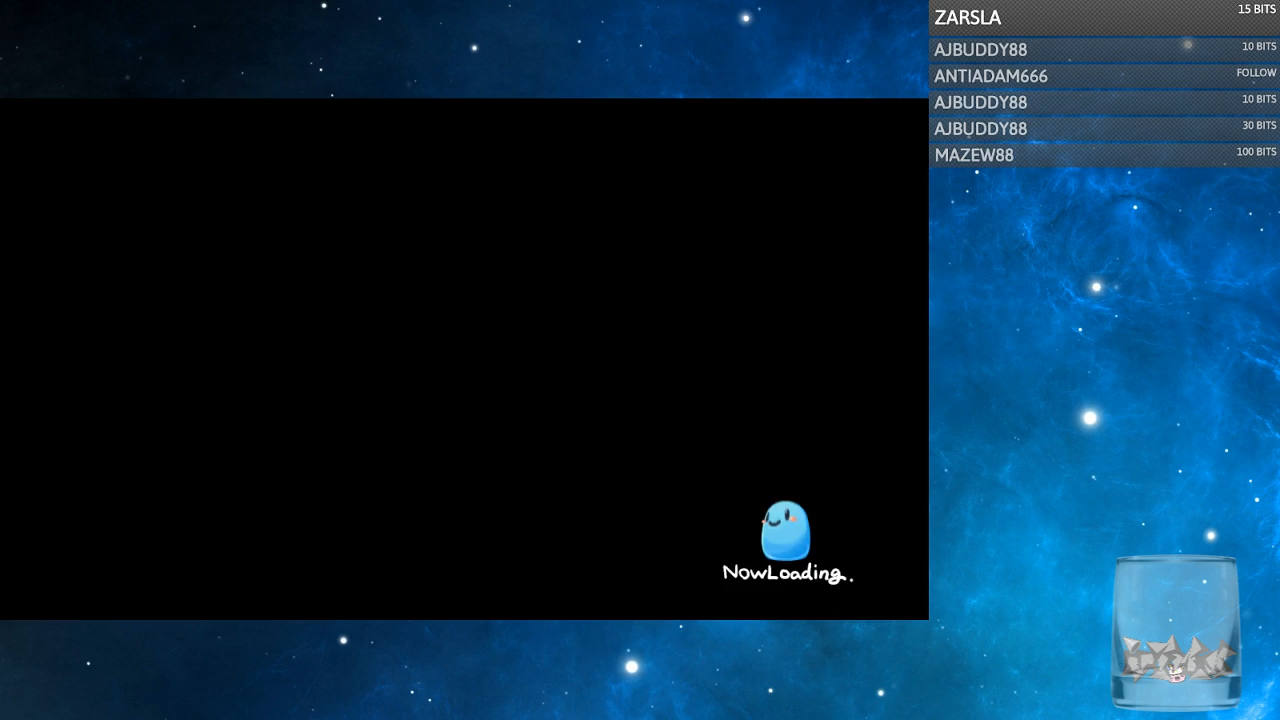 ZARSLA 15 BITS
AJBUDDY88 10 BITS
ANTIADAM666 FOLLOW
AJBUDDY88 10 BITS
AJBUDDY88 30 BITS
MAZEW88 100 BITS
NowLoading.